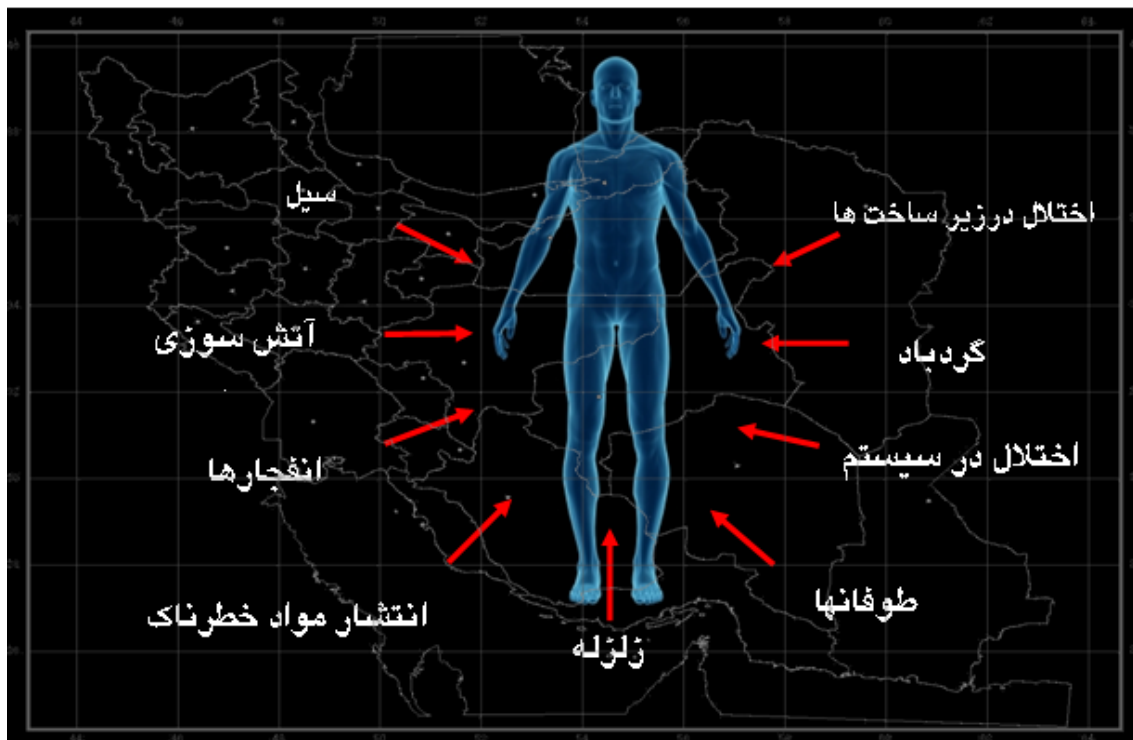 سیل
اختلال درزیر ساخت ها
آتش سوزی
گردباد
انفجارها
اختلال در سیستم
انتشار مواد خطرناک
طوفانها
زلزله